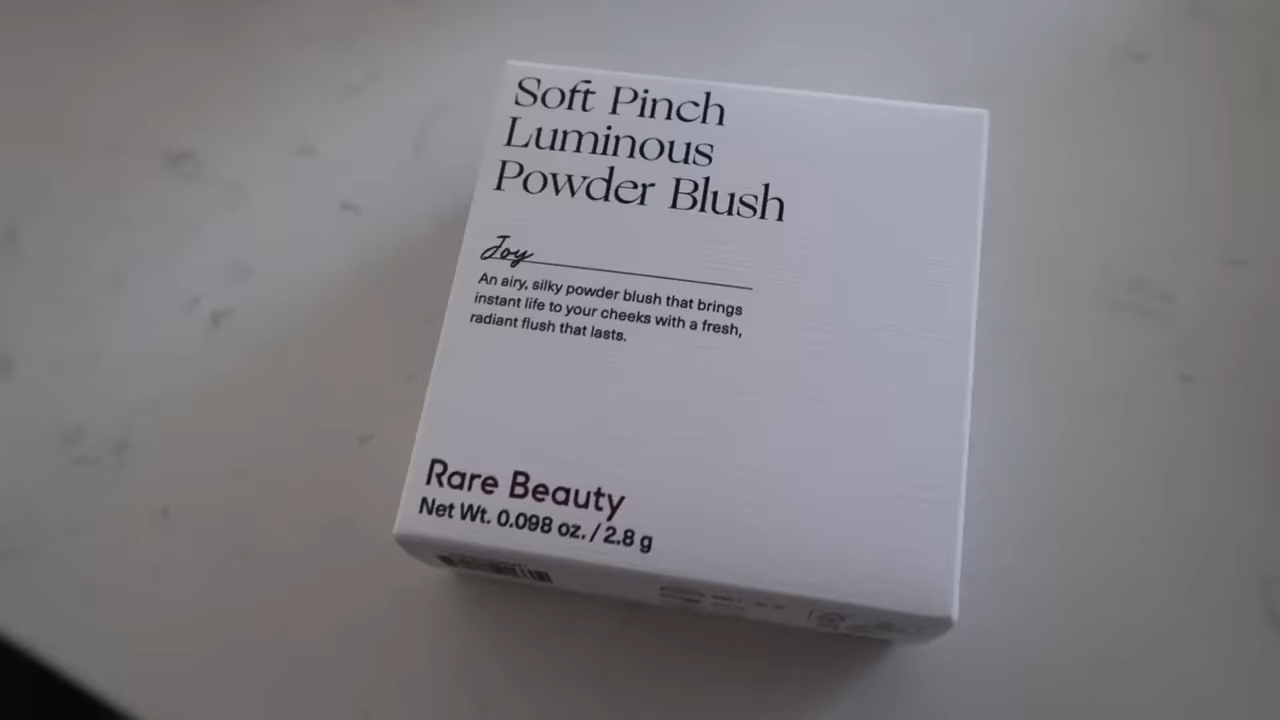 Soft Pinch
Luminous
Powder Blush
Joy
An airy, silky powder blush that brings
instant life to your cheeks with a fresh,
radiant flush that lasts.
Rare Beauty
Net Wt. 0.098 oz. / 2.8 g